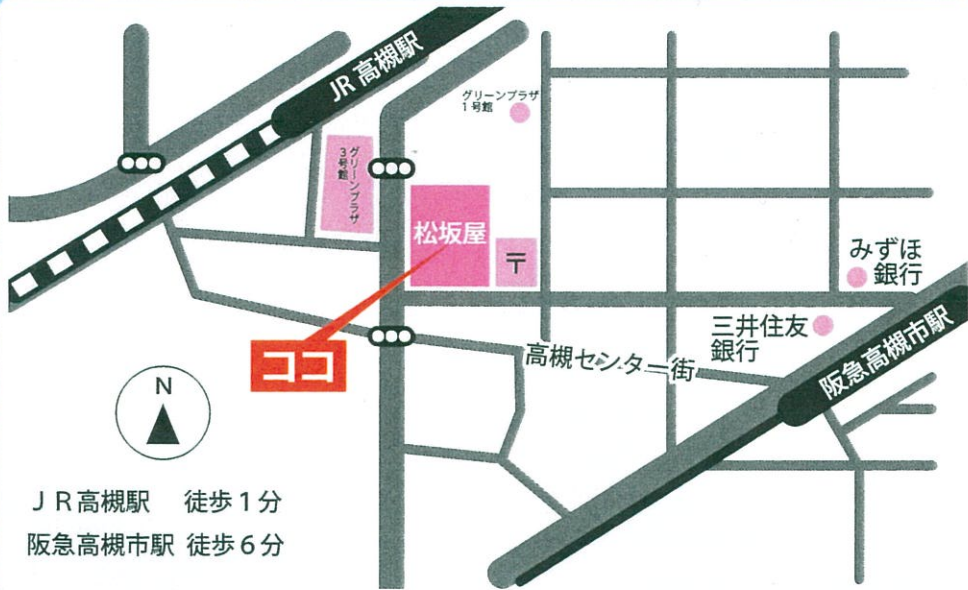 JR 高槻駅
グリーンプラザ
1号館
グリーンプラザ
3号館
松坂屋
〒
みずほ
銀行
三井住友
銀行
高槻センター街
阪急高槻市駅
ココ
N
ＪＲ高槻駅　徒歩１分
阪急高槻市駅 徒歩６分